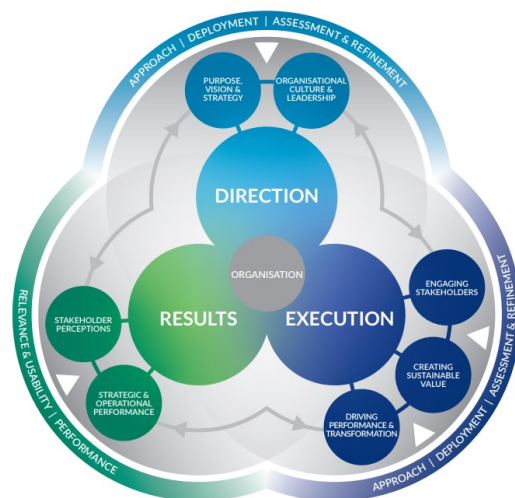 APPROACH | DEPLOYMENT | ASSESSMENT & REFINEMENT
PURPOSE,
VISION &
STRATEGY
ORGANISATIONAL
CULTURE &
LEADERSHIP
DIRECTION
ORGANISATION
RESULTS
EXECUTION
STAKEHOLDER
PERCEPTIONS
STRATEGIC &
OPERATIONAL
PERFORMANCE
ENGAGING
STAKEHOLDERS
CREATING
SUSTAINABLE
VALUE
DRIVING
PERFORMANCE &
TRANSFORMATION
RELEVANCE & USABILITY | PERFORMANCE
APPROACH | DEPLOYMENT | ASSESSMENT & REFINEMENT